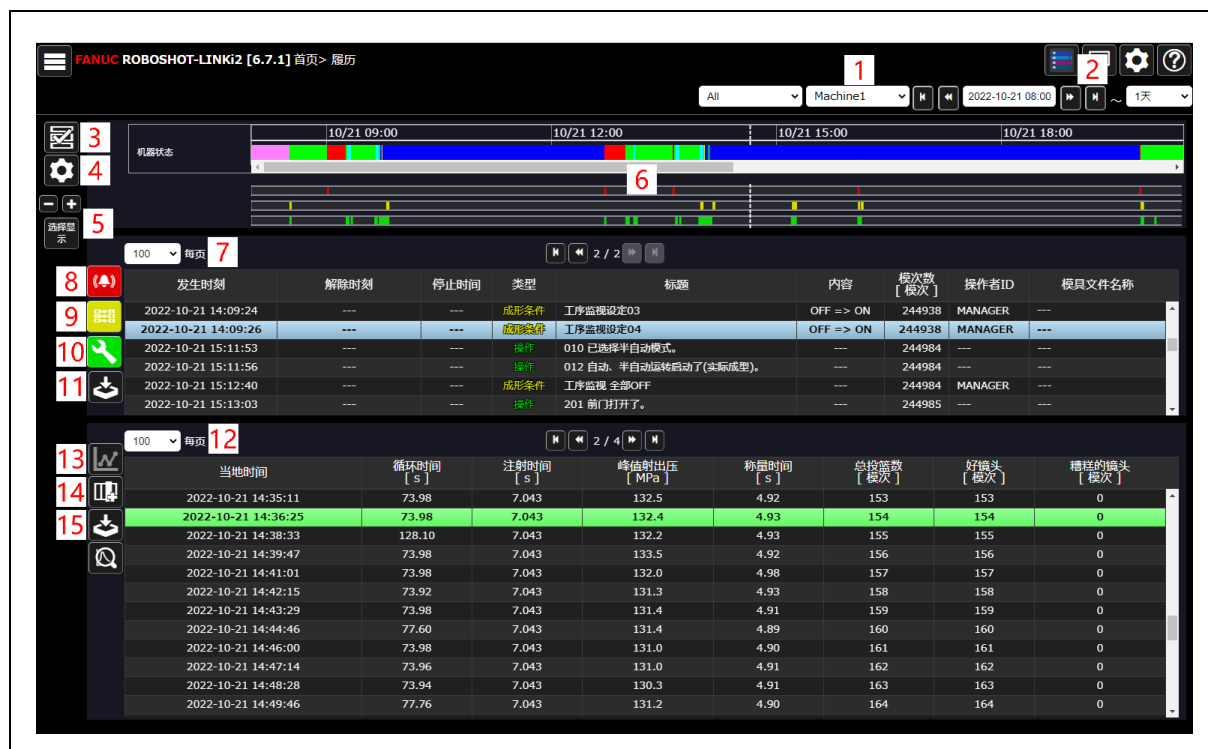 FANUC ROBOSHOT-LINKi2 [6.7.1] 首页> 履历
1 2
All Machine1 2022-10-21 08:00 ~ 1天
3
4
5
选择显示
机器状态
10/21 09:00 10/21 12:00 10/21 15:00 10/21 18:00
6
100 每页 7 2 / 2
8
9
10
11
发生时刻 解除时刻 停止时间 类型 标题 内容 模次数 [ 模次 ] 操作者ID 模具文件名称
2022-10-21 14:09:24 --- --- 成形条件 工序监视设定03 OFF => ON 244938 MANAGER ---
2022-10-21 14:09:26 --- --- 成形条件 工序监视设定04 OFF => ON 244938 MANAGER ---
2022-10-21 15:11:53 --- --- 操作 010 已选择半自动模式。 --- 244984 --- ---
2022-10-21 15:11:56 --- --- 操作 012 自动、半自动运转启动了(实际成型)。 --- 244984 --- ---
2022-10-21 15:12:40 --- --- 成形条件 工序监视 全部OFF --- 244984 MANAGER ---
2022-10-21 15:13:03 --- --- 操作 201 前门打开了。 --- 244985 --- ---
100 每页 12 2 / 4
13
14
15
当地时间 循环时间 [ s ] 注射时间 [ s ] 峰值射出压 [ MPa ] 称量时间 [ s ] 总投篮数 [ 模次 ] 好镜头 [ 模次 ] 糟糕的镜头 [ 模次 ]
2022-10-21 14:35:11 73.98 7.043 132.5 4.92 153 153 0
2022-10-21 14:36:25 73.98 7.043 132.4 4.93 154 154 0
2022-10-21 14:38:33 128.10 7.043 132.2 4.93 155 155 0
2022-10-21 14:39:47 73.98 7.043 133.5 4.92 156 156 0
2022-10-21 14:41:01 73.98 7.043 132.0 4.98 157 157 0
2022-10-21 14:42:15 73.92 7.043 131.3 4.93 158 158 0
2022-10-21 14:43:29 73.98 7.043 131.4 4.91 159 159 0
2022-10-21 14:44:46 77.60 7.043 131.4 4.89 160 160 0
2022-10-21 14:46:00 73.98 7.043 131.0 4.90 161 161 0
2022-10-21 14:47:14 73.96 7.043 131.0 4.91 162 162 0
2022-10-21 14:48:28 73.94 7.043 130.3 4.91 163 163 0
2022-10-21 14:49:46 77.76 7.043 131.2 4.90 164 164 0